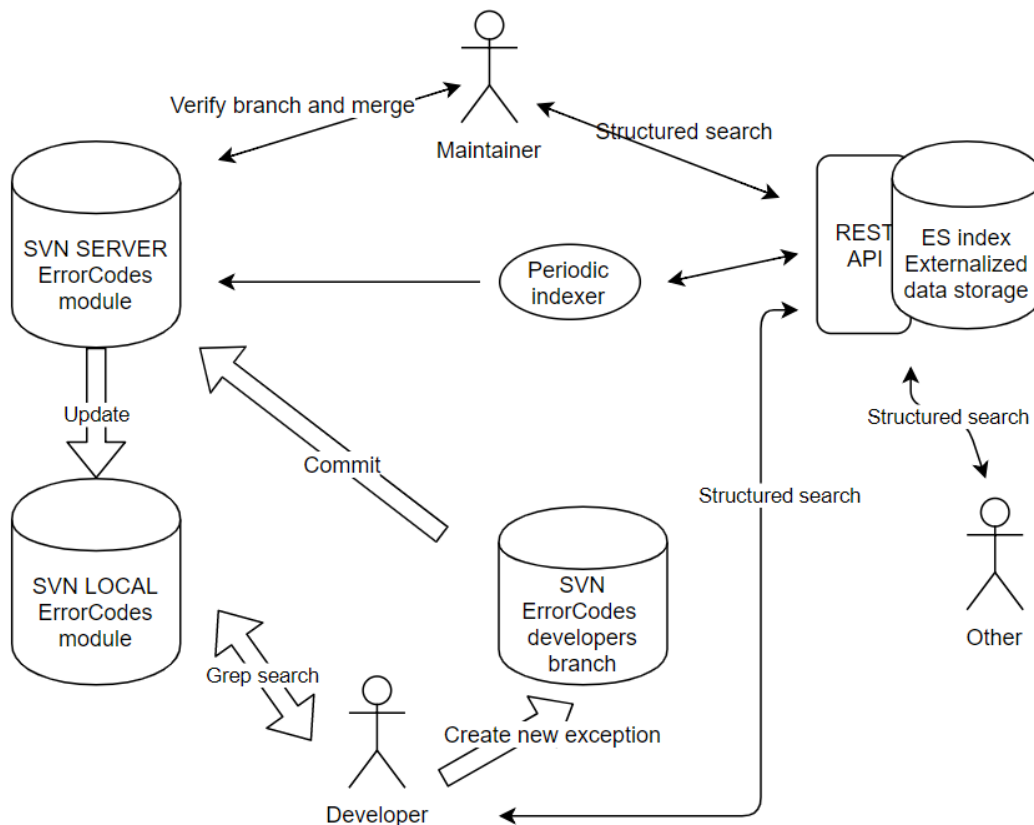 Verify branch and merge
Maintainer
Structured search
SVN SERVER
ErrorCodes
module
Periodic
indexer
REST
API
ES index
Externalized
data storage
Update
Commit
Structured search
Structured search
SVN LOCAL
ErrorCodes
module
SVN
ErrorCodes
developers
branch
Other
Grep search
Create new exception
Developer